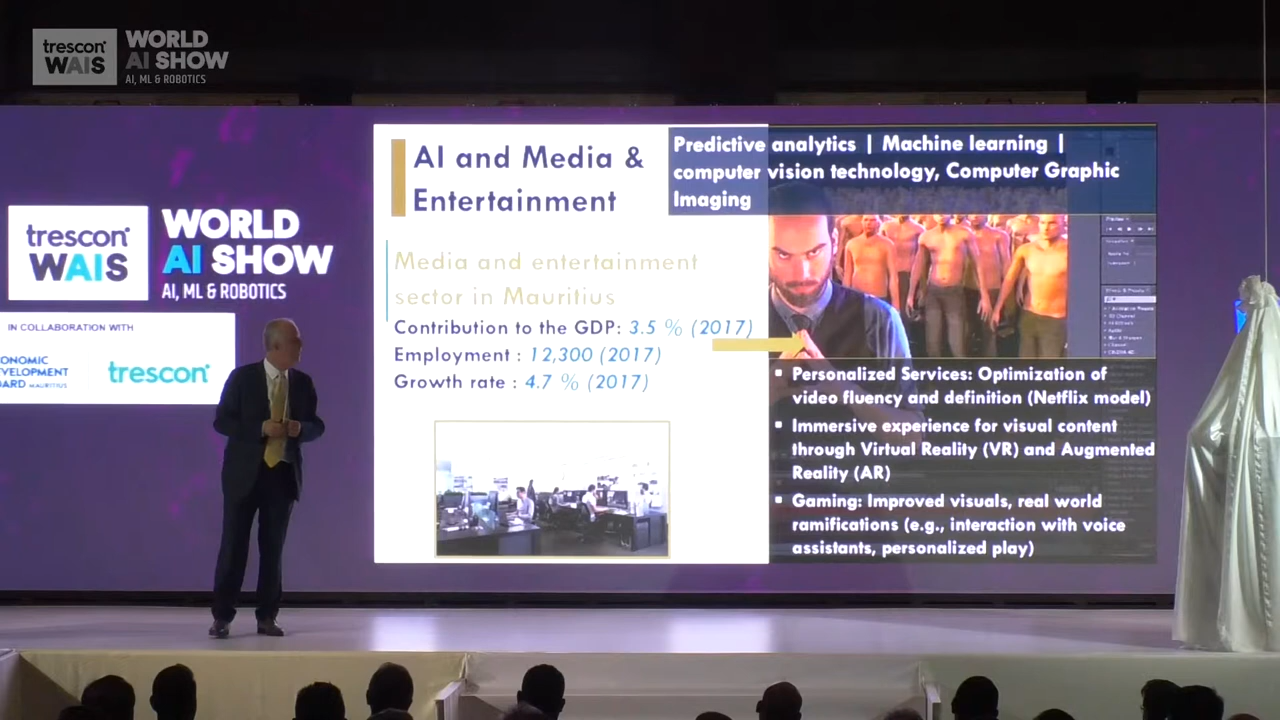 trescon
WAIS
WORLD
AI SHOW
AI, ML & ROBOTICS
trescon
WAIS
WORLD
AI SHOW
AI, ML & ROBOTICS
IN COLLABORATION WITH
ONOMIC
VELOPMENT
ARD MAURITIUS
trescon
AI and Media &
Entertainment
Media and entertainment
sector in Mauritius
Contribution to the GDP: 3.5 % (2017)
Employment : 12,300 (2017)
Growth rate : 4.7 % (2017)
Predictive analytics | Machine learning |
computer vision technology, Computer Graphic
Imaging
▪ Personalized Services: Optimization of
video fluency and definition (Netflix model)
▪ Immersive experience for visual content
through Virtual Reality (VR) and Augmented
Reality (AR)
▪ Gaming: Improved visuals, real world
ramifications (e.g., interaction with voice
assistants, personalized play)